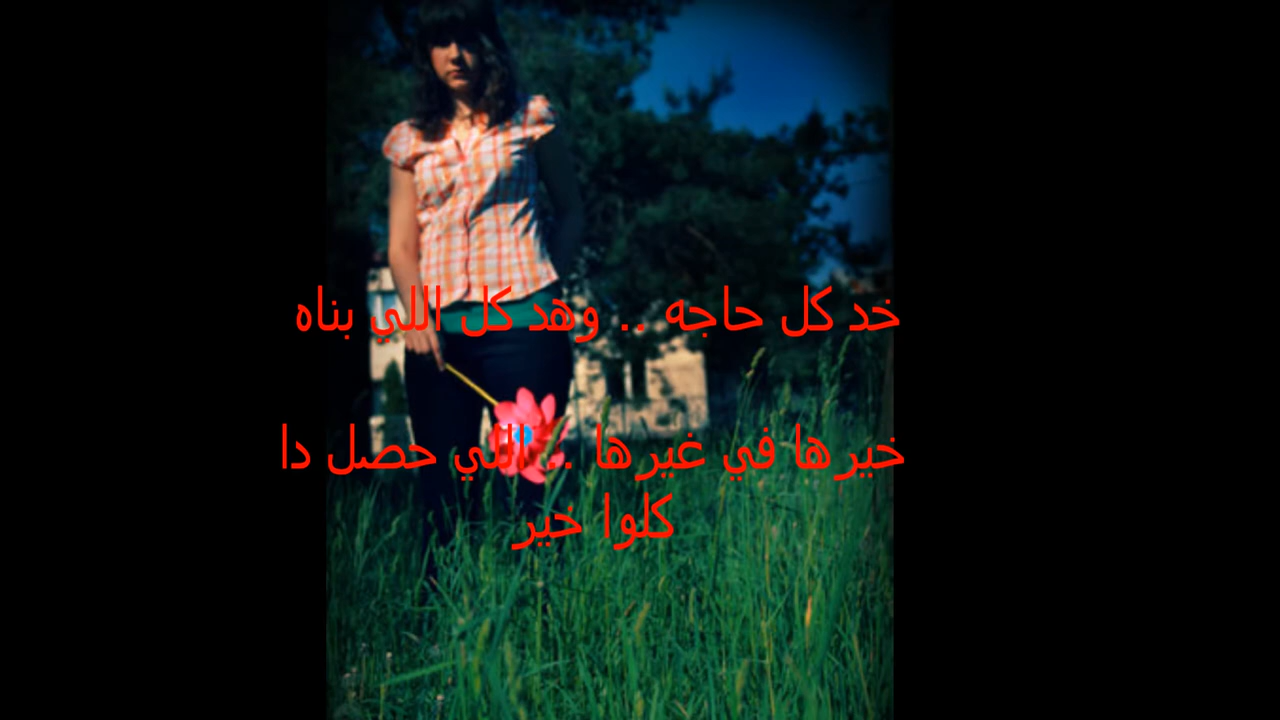 خد كل حاجه .. وهد كل اللي بناه
خيرها في غيرها .. اللي حصل دا
كلوا خير